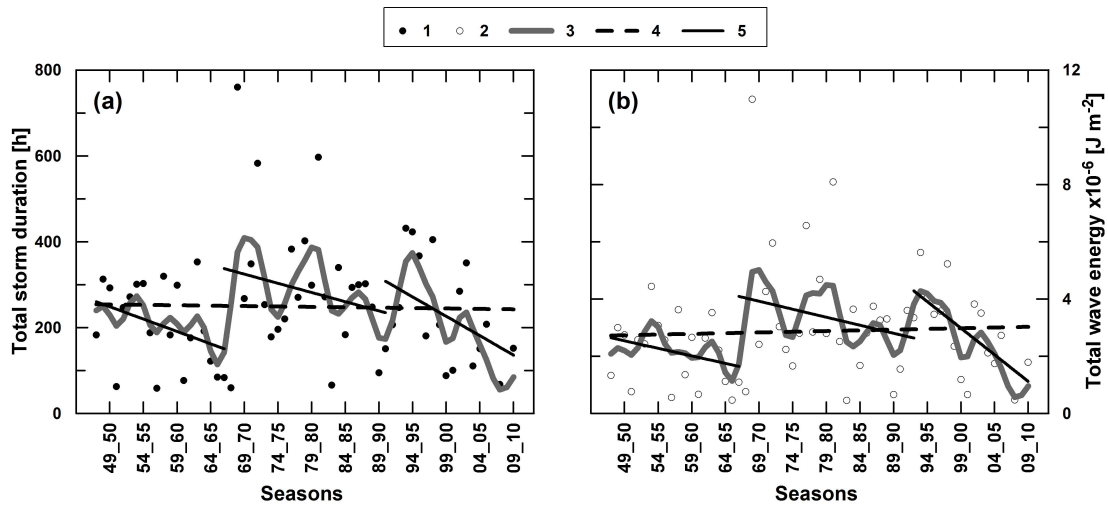 1 2 3 4 5
(a)
Total storm duration [h]
800
600
400
200
0
49_50 54_55 59_60 64_65 69_70 74_75 79_80 84_85 89_90 94_95 99_00 04_05 09_10
Seasons
(b)
12
8
4
0
Total wave energy x10-6 [J m-2]
49_50 54_55 59_60 64_65 69_70 74_75 79_80 84_85 89_90 94_95 99_00 04_05 09_10
Seasons